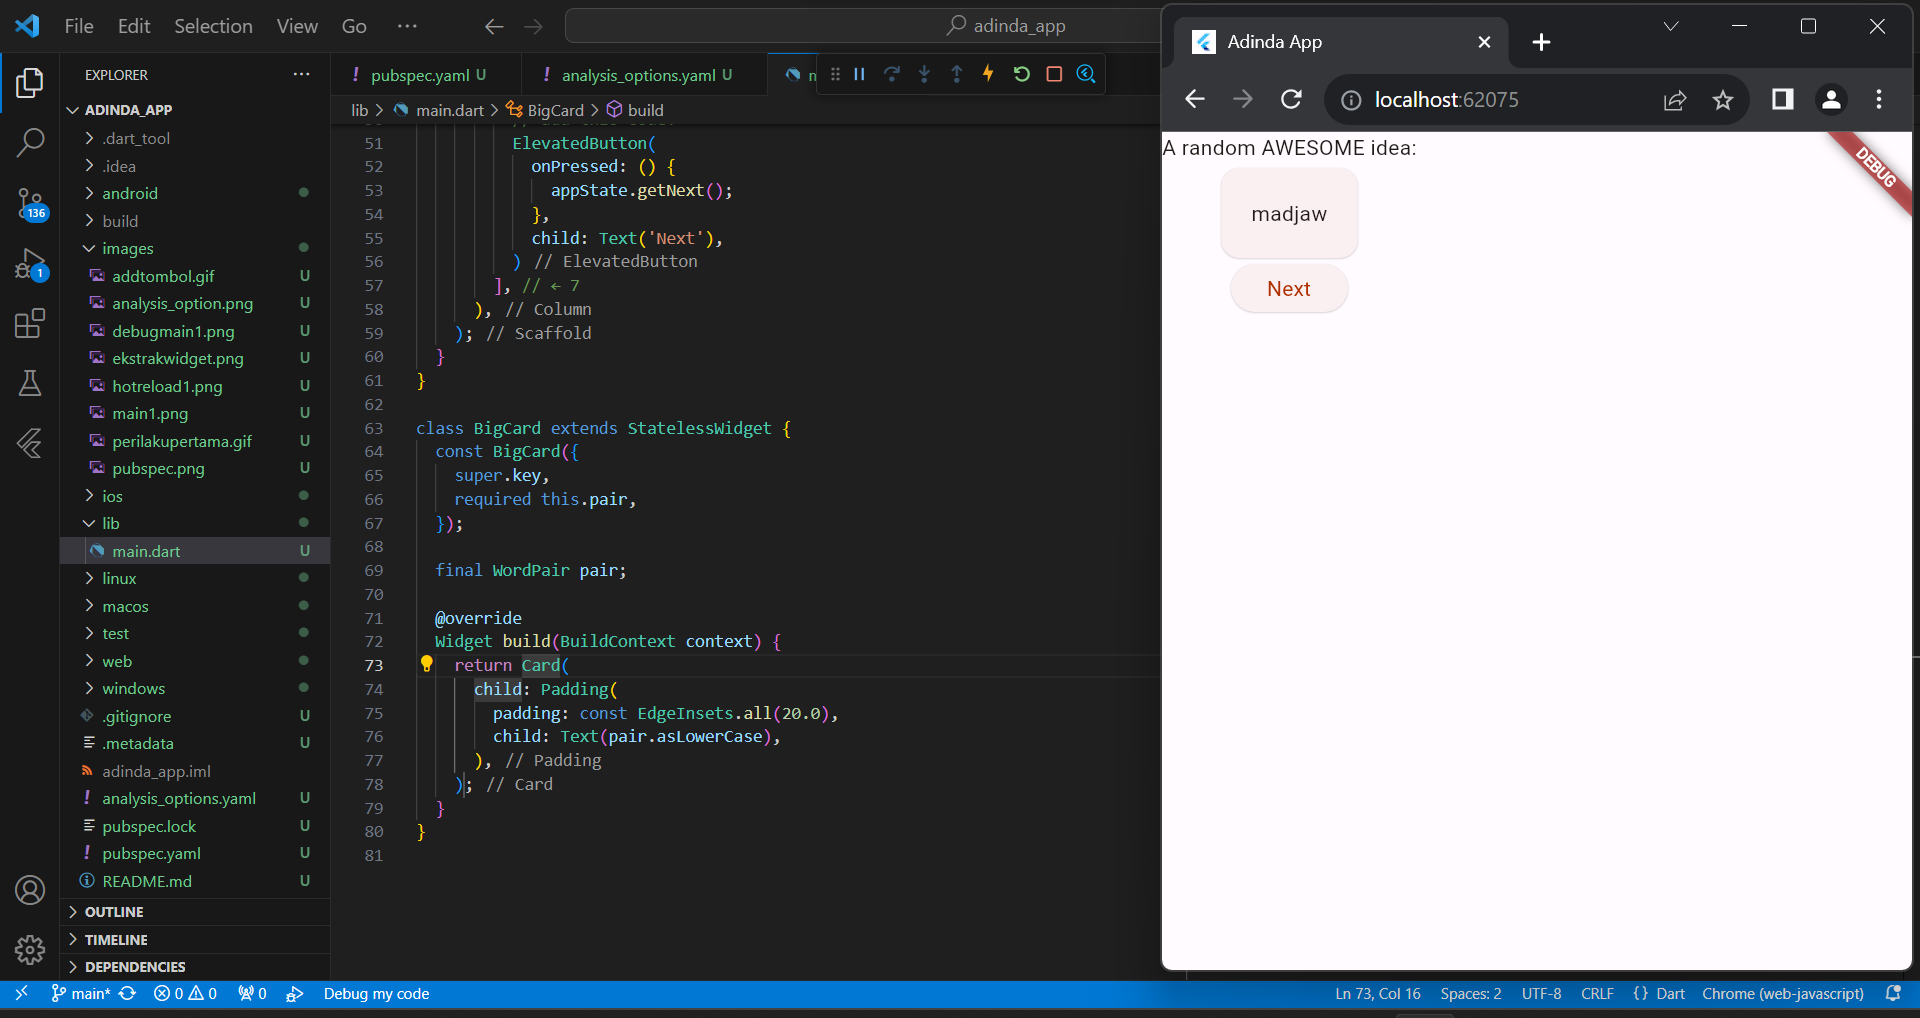 File Edit Selection View Go ···
adinda_app
EXPLORER ···
ADINDA_APP
.dart_tool
.idea
android
build
images
addtombol.gif U
analysis_option.png U
debugmain1.png U
ekstrakwidget.png U
hotreload1.png U
main1.png U
perilakupertama.gif U
pubspec.png U
ios
lib
main.dart U
linux
macos
test
web
windows
.gitignore U
.metadata U
adinda_app.iml
analysis_options.yaml U
pubspec.lock U
pubspec.yaml U
README.md U
OUTLINE
TIMELINE
DEPENDENCIES
136
1
! pubspec.yaml U
! analysis_options.yaml U
lib > main.dart > BigCard > build
51 ElevatedButton(
52 onPressed: () {
53 appState.getNext();
54 },
55 child: Text('Next'),
56 ) // ElevatedButton
57 ], // ← 7
58 ), // Column
59 ); // Scaffold
60 }
61 }
62
63 class BigCard extends StatelessWidget {
64 const BigCard({
65 super.key,
66 required this.pair,
67 });
68
69 final WordPair pair;
70
71 @override
72 Widget build(BuildContext context) {
73 return Card(
74 child: Padding(
75 padding: const EdgeInsets.all(20.0),
76 child: Text(pair.asLowerCase),
77 ), // Padding
78 ); // Card
79 }
80 }
81
Adinda App
localhost:62075
A random AWESOME idea:
DEBUG
madjaw
Next
main* 0 0 0 Debug my code
Ln 73, Col 16 Spaces: 2 UTF-8 CRLF {} Dart Chrome (web-javascript)